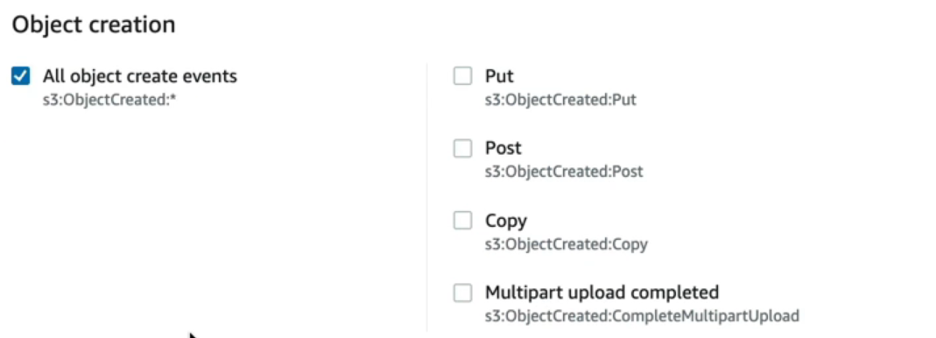 Object creation
All object create events
s3:ObjectCreated:*
Put
s3:ObjectCreated:Put
Post
s3:ObjectCreated:Post
Copy
s3:ObjectCreated:Copy
Multipart upload completed
s3:ObjectCreated:CompleteMultipartUpload